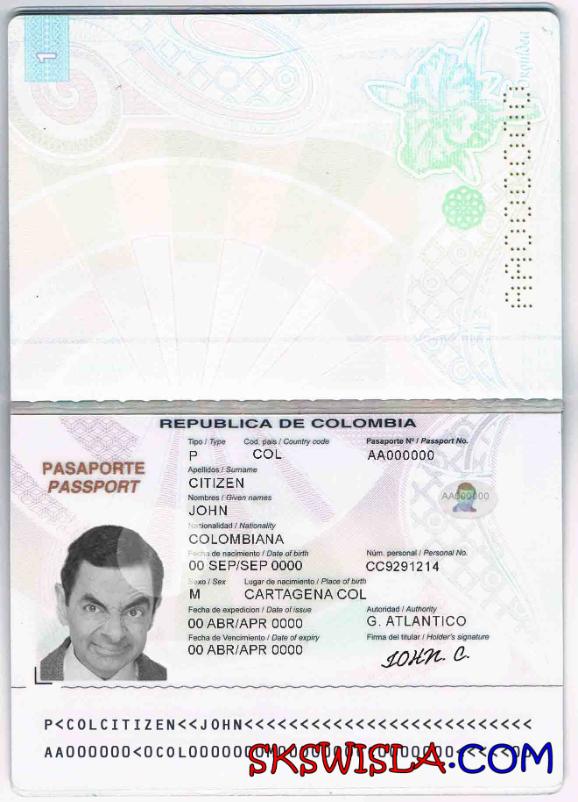 1
Orquídea
AA000000
REPUBLICA DE COLOMBIA
PASAPORTE
PASSPORT
Tipo / Type Cod. país / Country code Pasaporte Nº / Passport No.
P COL AA000000
Apellidos / Surname
CITIZEN
Nombres / Given names
JOHN
Nacionalidad / Nationality
COLOMBIANA
Fecha de nacimiento / Date of birth Núm. personal / Personal No.
00 SEP/SEP 0000 CC9291214
Sexo / Sex Lugar de nacimiento / Place of birth
M CARTAGENA COL
Fecha de expedicion / Date of issue Autoridad / Authority
00 ABR/APR 0000 G. ATLANTICO
Fecha de Vencimiento / Date of expiry Firma del titular / Holder's signature
00 ABR/APR 0000 JOHN. C.
AA000000
P<COLCITIZEN<<JOHN<<<<<<<<<<<<<<<<<<<<<<<<<<
SKSWISLA.COM